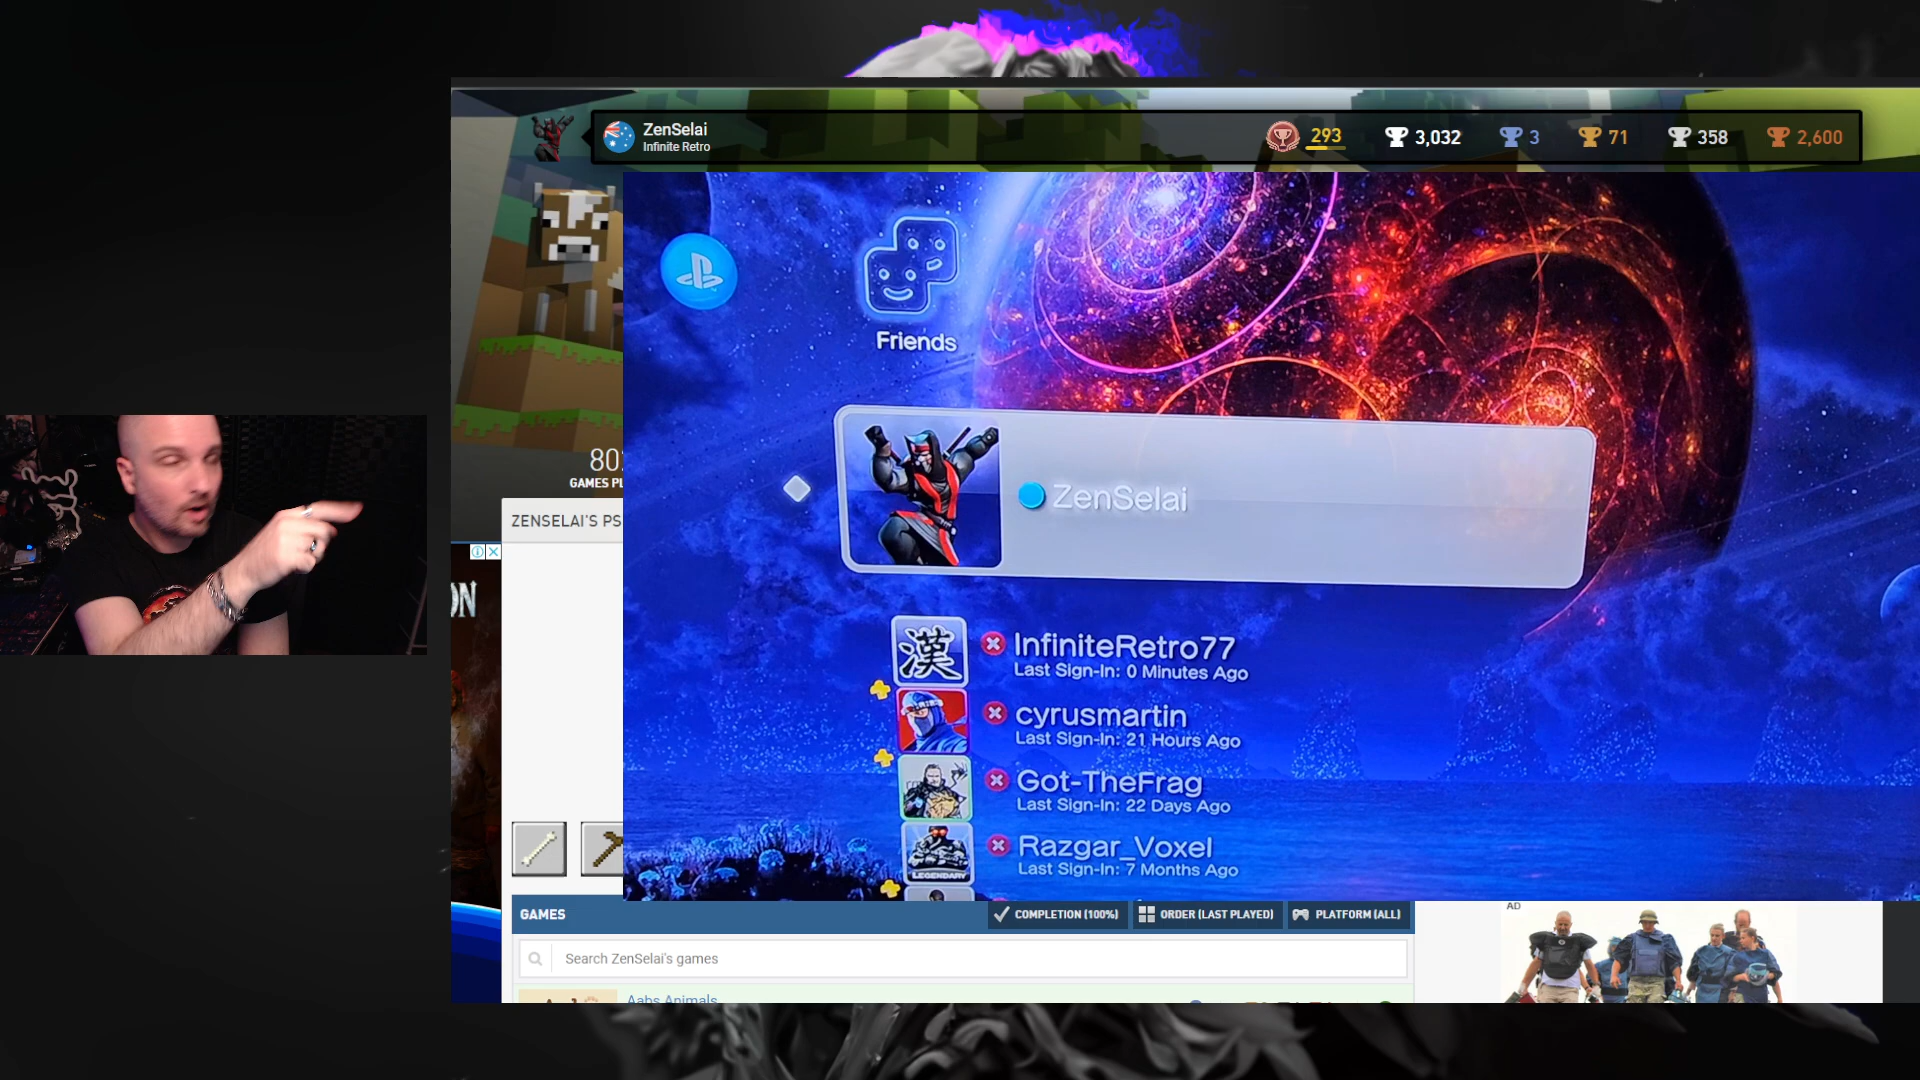 ZenSelai
Infinite Retro
293
3,032
3
71
358
2,600
Friends
ZenSelai
漢
InfiniteRetro77
Last Sign-In: 0 Minutes Ago
cyrusmartin
Last Sign-In: 21 Hours Ago
Got-TheFrag
Last Sign-In: 22 Days Ago
LEGENDARY
Razgar_Voxel
Last Sign-In: 7 Months Ago
GAMES
ZENSELAI'S PS
ON
GAMES
COMPLETION (100%)
ORDER (LAST PLAYED)
PLATFORM (ALL)
Search ZenSelai's games
Aabs Animals
AD